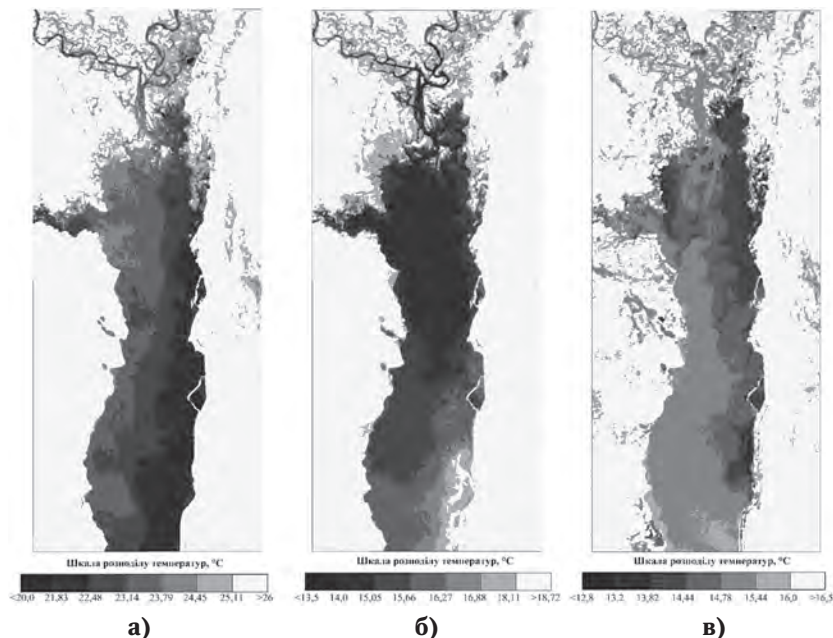 Шкала розподілу температур, °C
<20,0 21,83 22,48 23,14 23,79 24,45 25,11 >26
а)
Шкала розподілу температур, °C
<13,5 14,0 15,05 15,66 16,27 16,88 18,11 >18,72
б)
Шкала розподілу температур, °C
<12,8 13,2 13,82 14,44 14,78 15,44 16,0 >16,5
в)